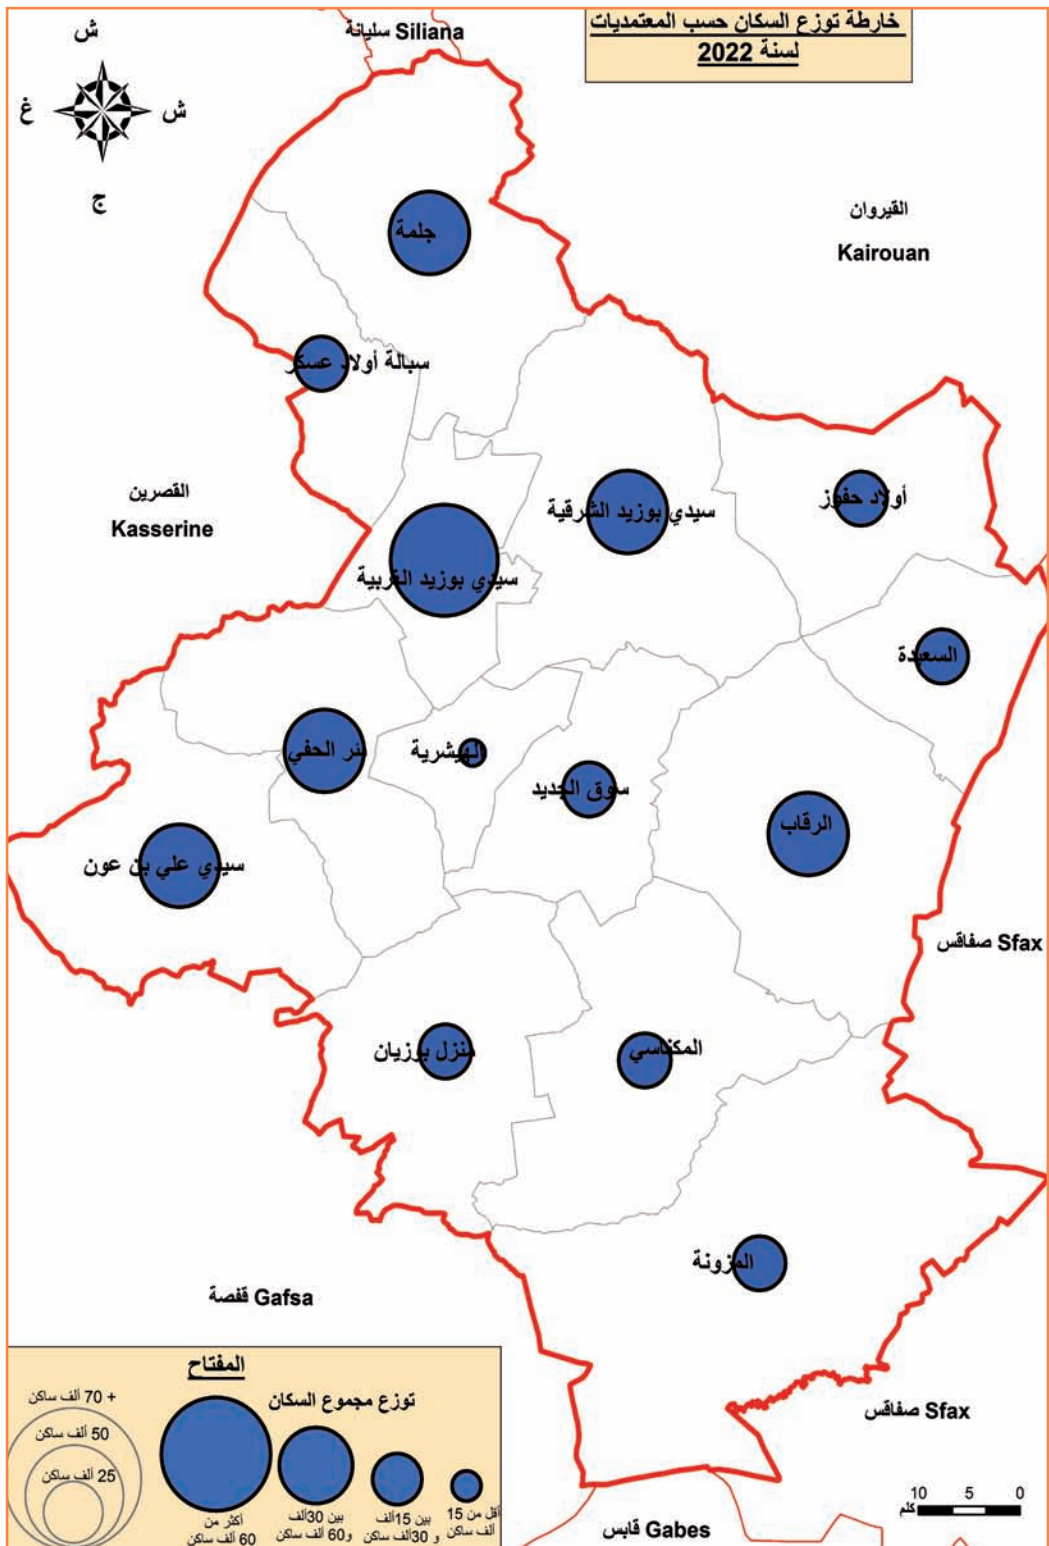 خارطة توزع السكان حسب المعتمديات
لسنة 2022
ش
غ
ش
ج
سليانة Siliana
جلمة
القيروان
Kairouan
سبالة أولاد عسكر
القصرين
Kasserine
سيدي بوزيد الشرقية
أولاد حفوز
سيدي بوزيد الغربية
السعيدة
بئر الحفي
الهيشرية
سوق الجديد
الرقاب
سيدي علي بن عون
صفاقس Sfax
منزل بوزيان
المكناسي
المزونة
قفصة Gafsa
صفاقس Sfax
قابس Gabes
المفتاح
توزع مجموع السكان
+ 70 ألف ساكن
50 ألف ساكن
25 ألف ساكن
أكثر من
60 ألف ساكن
بين 30ألف
و60 ألف ساكن
بين 15ألف
و 30ألف ساكن
أقل من 15
ألف ساكن
10 5 0
كلم